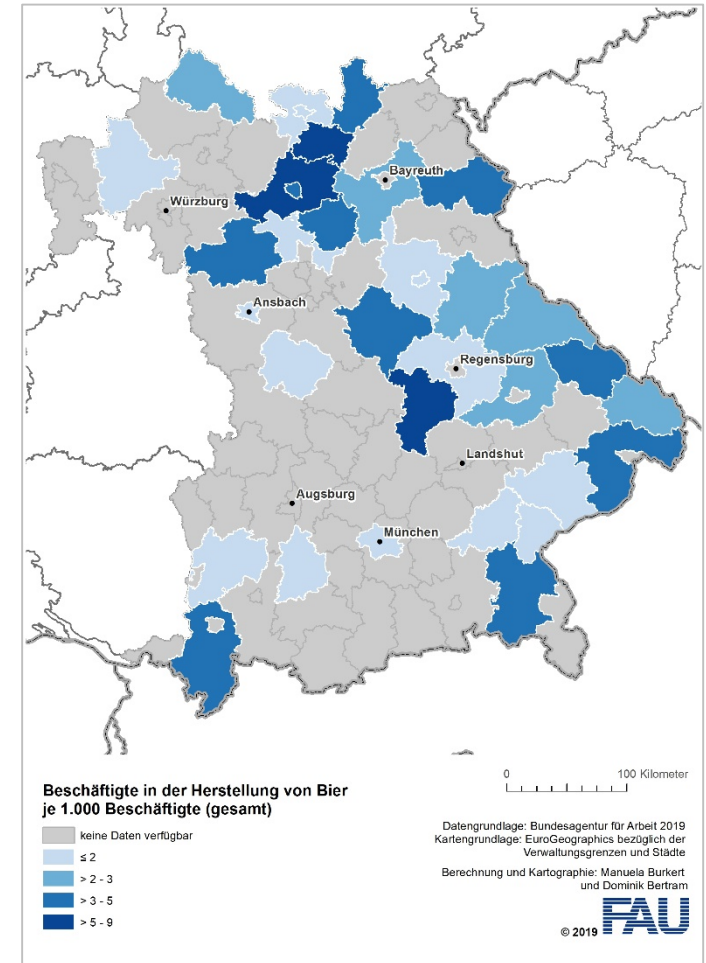 Bayreuth
Würzburg
Ansbach
Regensburg
Landshut
Augsburg
München
0 100 Kilometer
Beschäftigte in der Herstellung von Bier
je 1.000 Beschäftigte (gesamt)
keine Daten verfügbar
≤ 2
> 2 - 3
> 3 - 5
> 5 - 9
Datengrundlage: Bundesagentur für Arbeit 2019
Kartengrundlage: EuroGeographics bezüglich der
Verwaltungsgrenzen und Städte
Berechnung und Kartographie: Manuela Burkert
und Dominik Bertram
© 2019 FAU